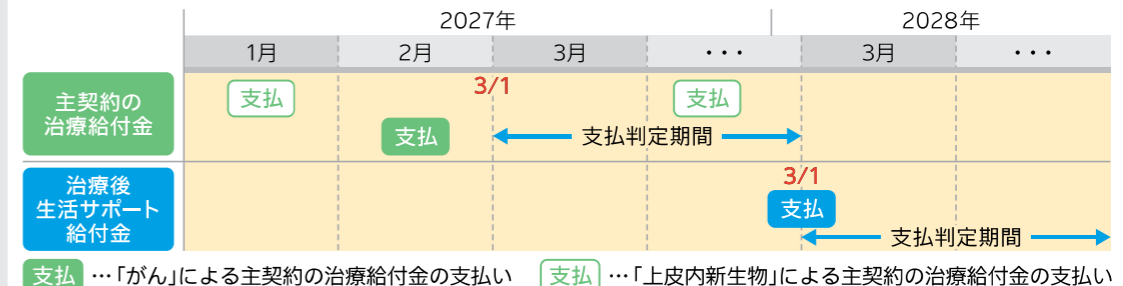 2027年 2028年
1月 2月 3月 ・・・ 3月 ・・・
主契約の
治療給付金
支払 3/1 支払
支払 支払判定期間
治療後
生活サポート
給付金
3/1
支払
支払判定期間
支払 …「がん」による主契約の治療給付金の支払い 支払 …「上皮内新生物」による主契約の治療給付金の支払い